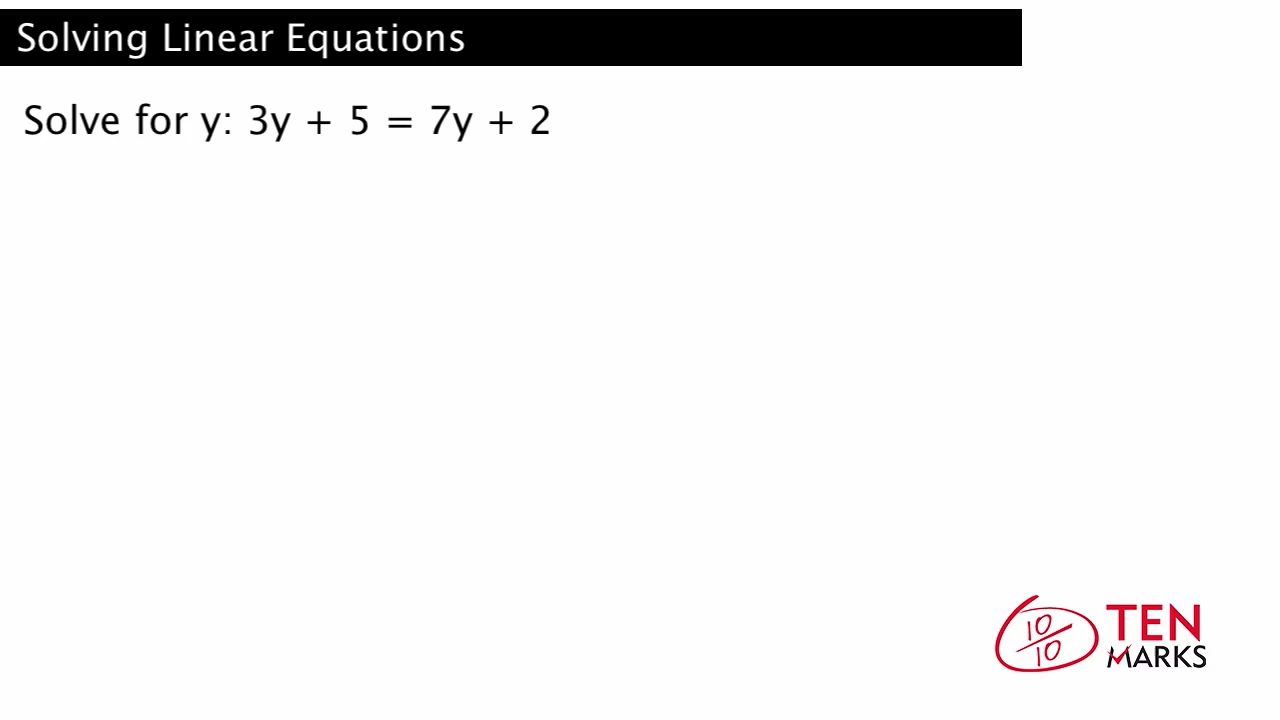 Solving Linear Equations
Solve for y: 3y + 5 = 7y + 2
10
10
TEN
MARKS